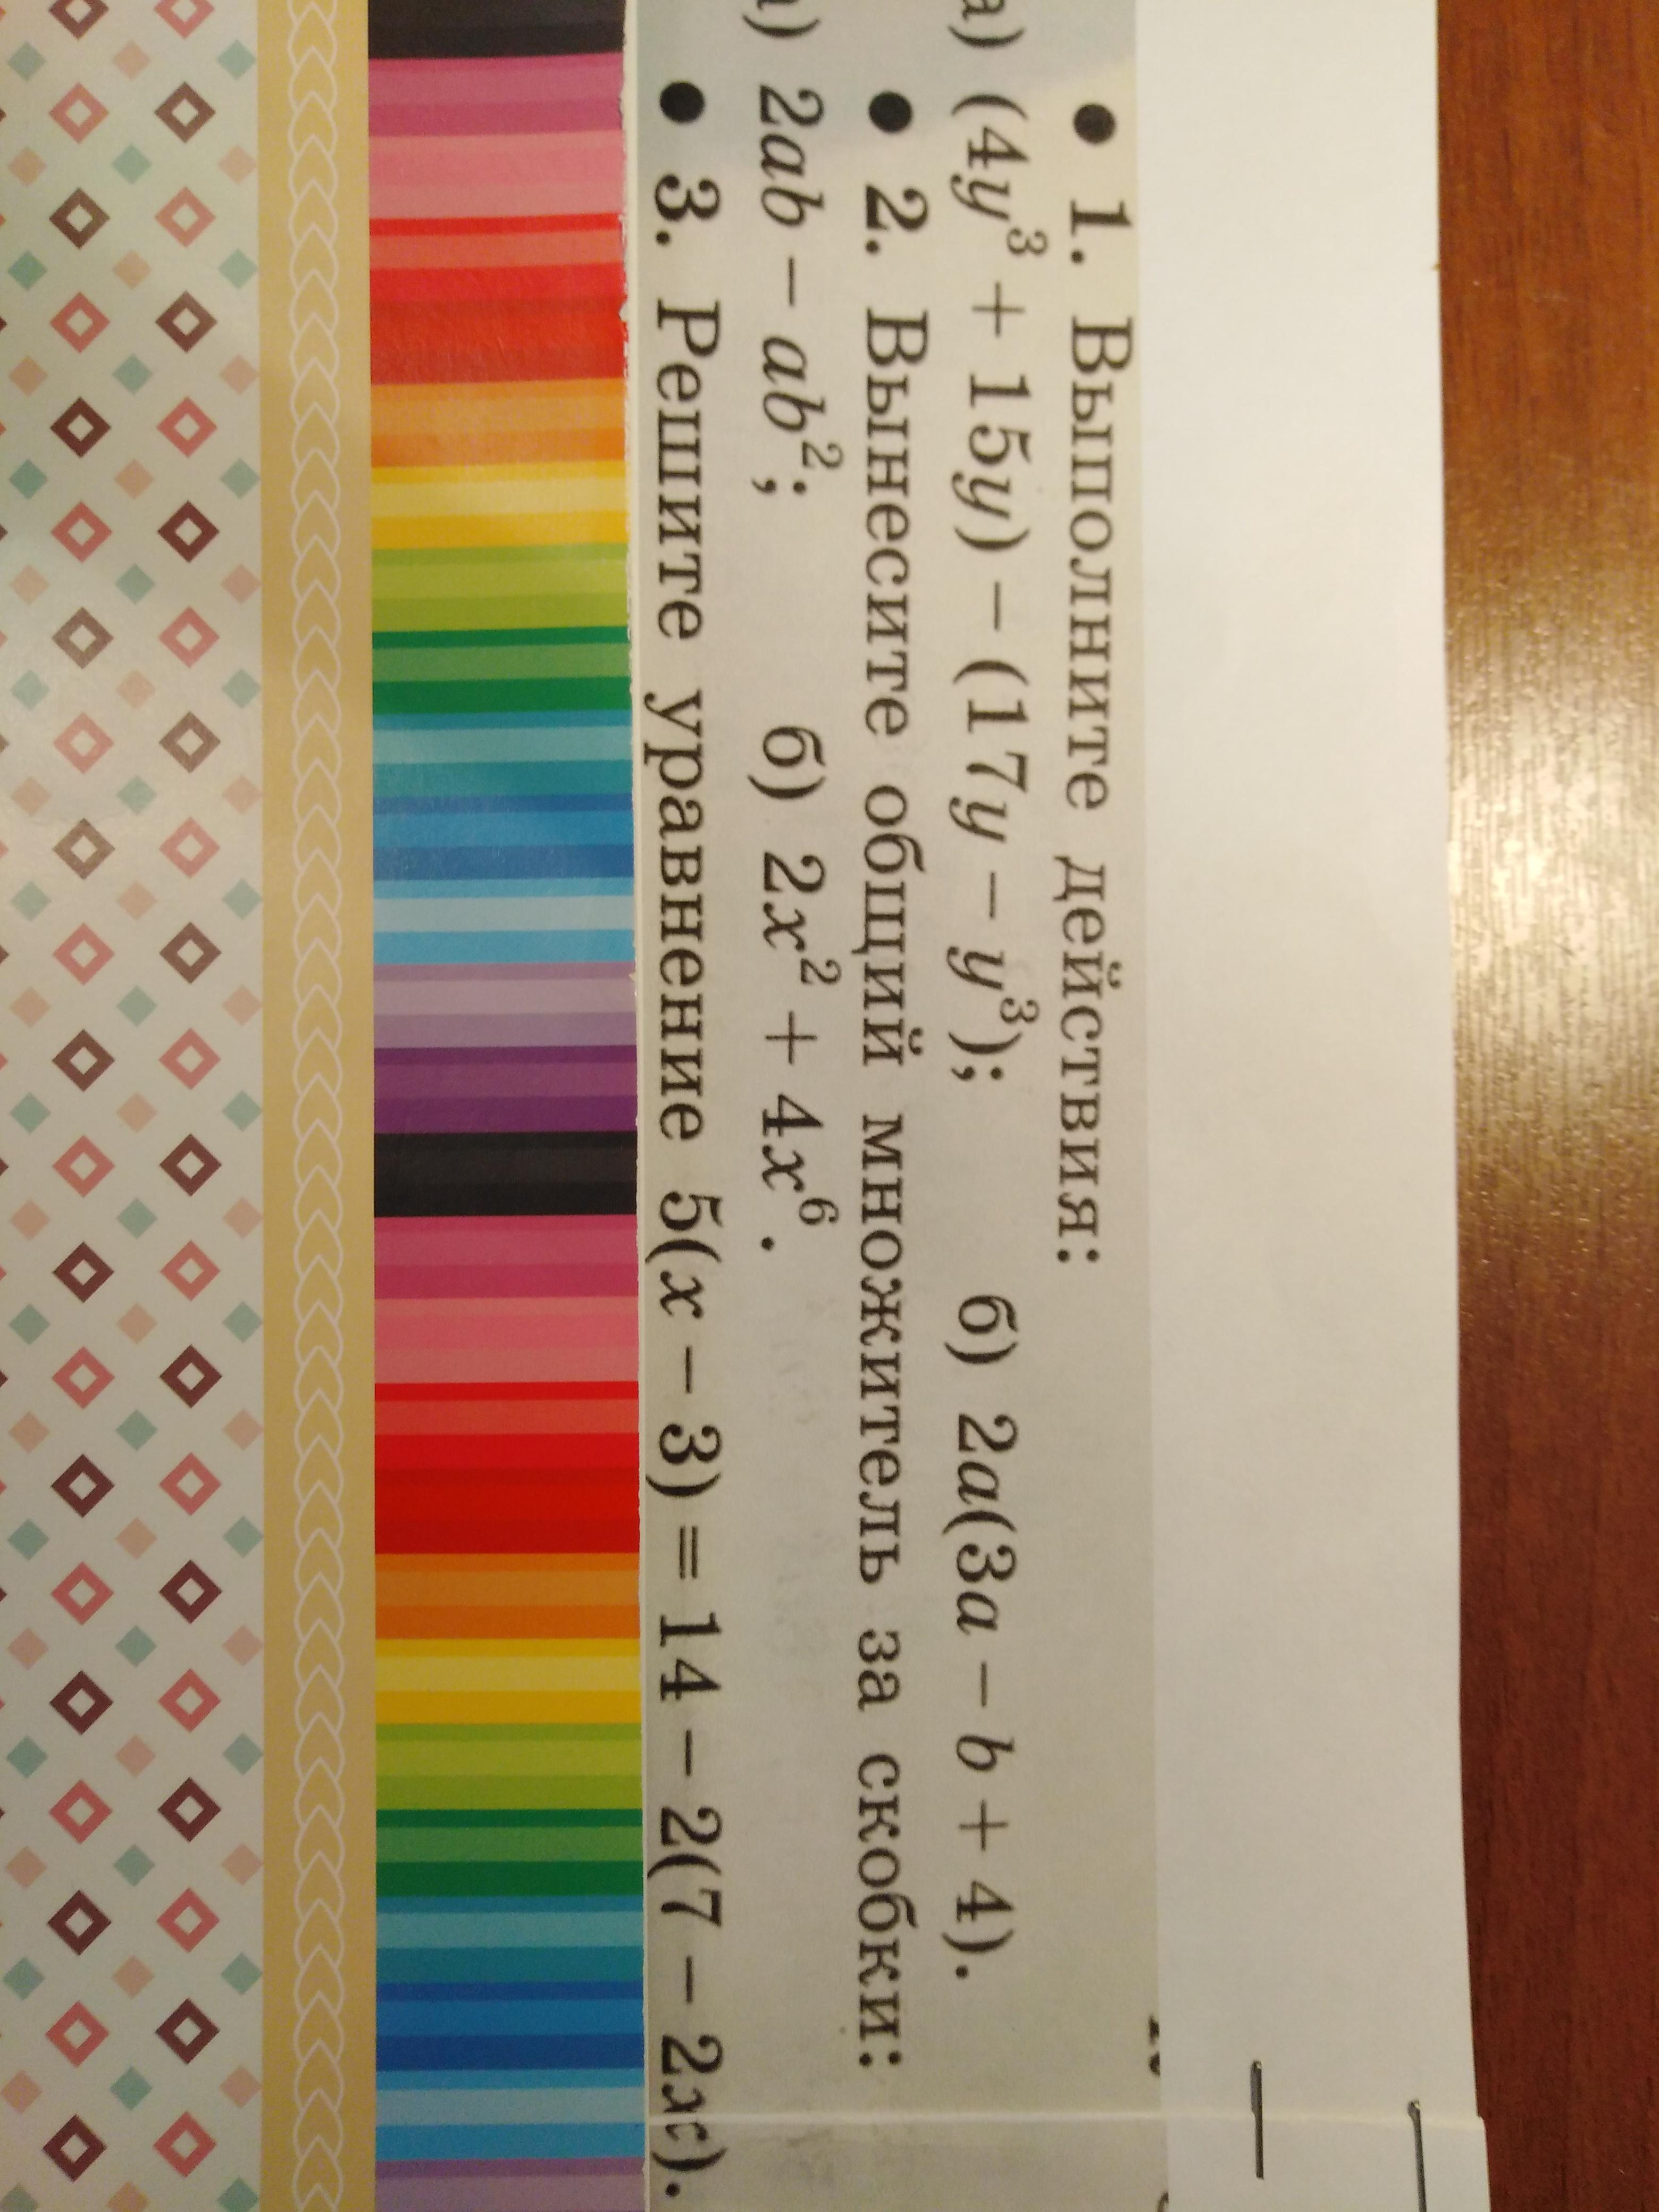 • 1. Выполните действия:
а) (4y³ + 15y) − (17y − y³); б) 2a(3a − b + 4).
• 2. Вынесите общий множитель за скобки:
) 2ab − ab²; б) 2x² + 4x⁶.
• 3. Решите уравнение 5(x − 3) = 14 − 2(7 − 2x).